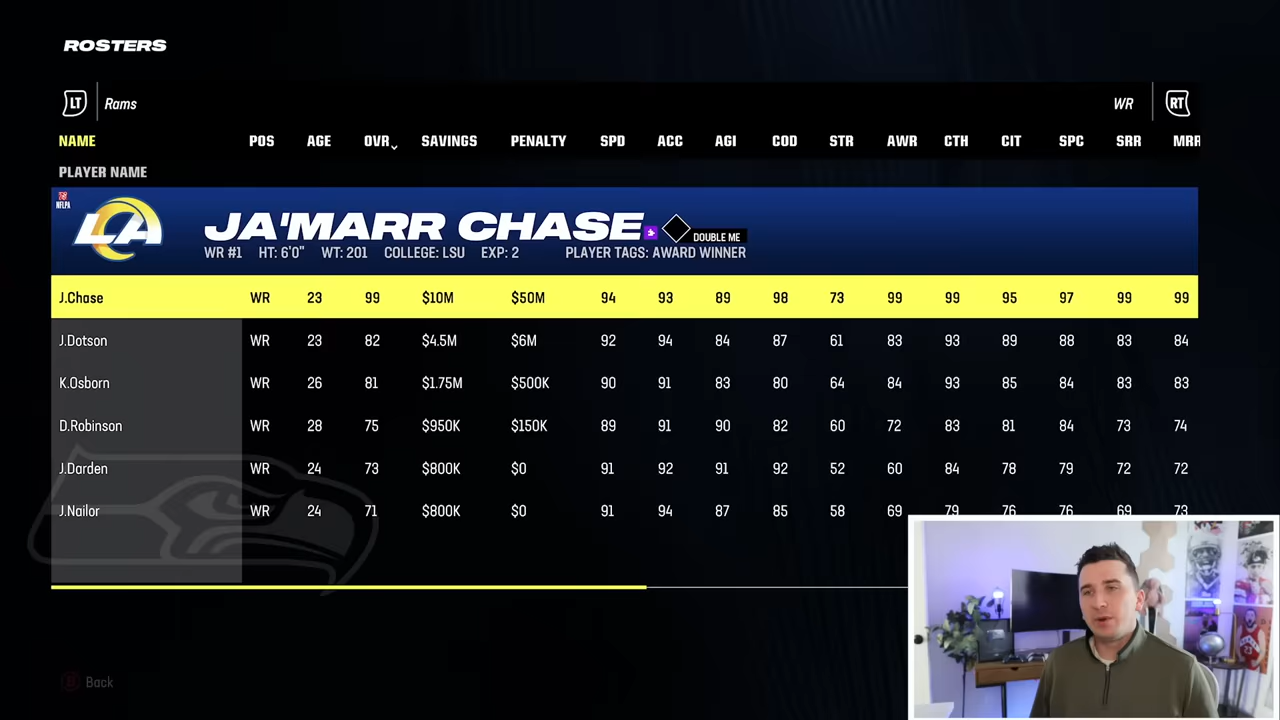 ROSTERS
LT Rams WR RT
NAME POS AGE OVR SAVINGS PENALTY SPD ACC AGI COD STR AWR CTH CIT SPC SRR MRR
PLAYER NAME
NFLPA
LA
JA'MARR CHASE DOUBLE ME
WR #1 HT: 6'0" WT: 201 COLLEGE: LSU EXP: 2 PLAYER TAGS: AWARD WINNER
J.Chase WR 23 99 $10M $50M 94 93 89 98 73 99 99 95 97 99 99
J.Dotson WR 23 82 $4.5M $6M 92 94 84 87 61 83 93 89 88 83 84
K.Osborn WR 26 81 $1.75M $500K 90 91 83 80 64 84 93 85 84 83 83
D.Robinson WR 28 75 $950K $150K 89 91 90 82 60 72 83 81 84 73 74
J.Darden WR 24 73 $800K $0 91 92 91 92 52 60 84 78 79 72 72
J.Nailor WR 24 71 $800K $0 91 94 87 85 58 69 79 76 76 69 73
Back